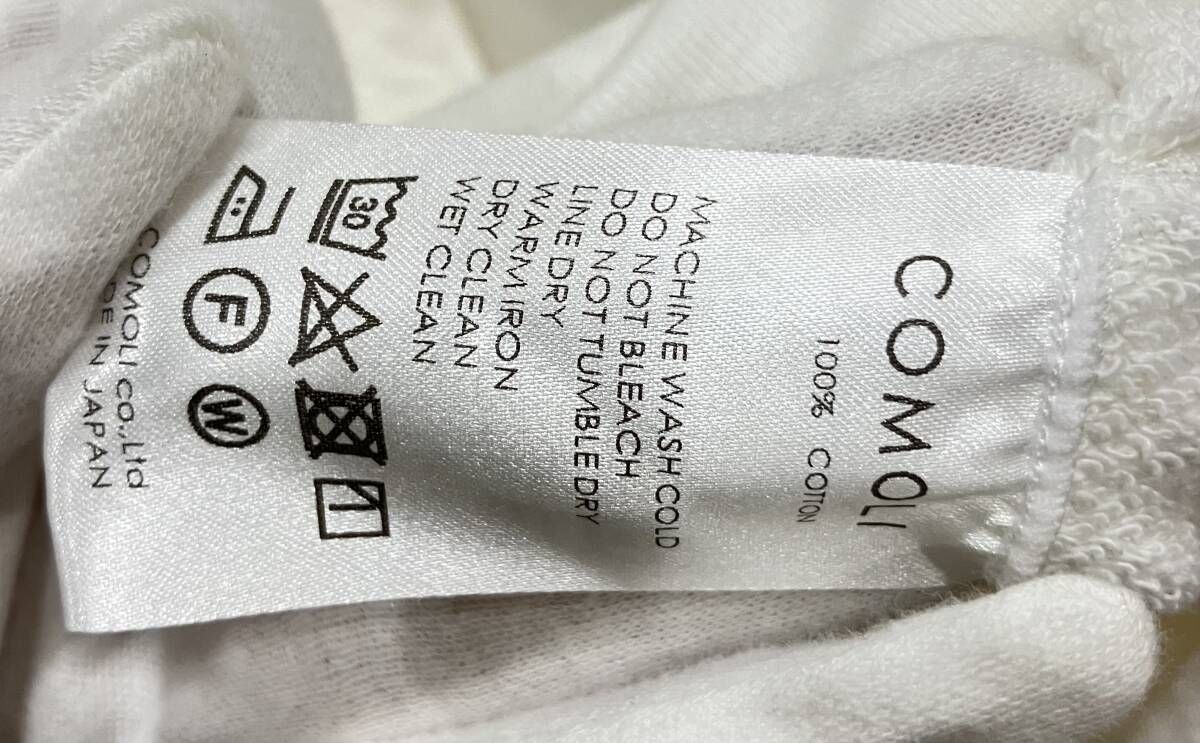 COMOLI
100% COTTON
MACHINE WASH COLD
DO NOT BLEACH
DO NOT TUMBLE DRY
LINE DRY
WARM IRON
DRY CLEAN
WET CLEAN
30
F
W
COMOLI CO.,Ltd
IN JAPAN